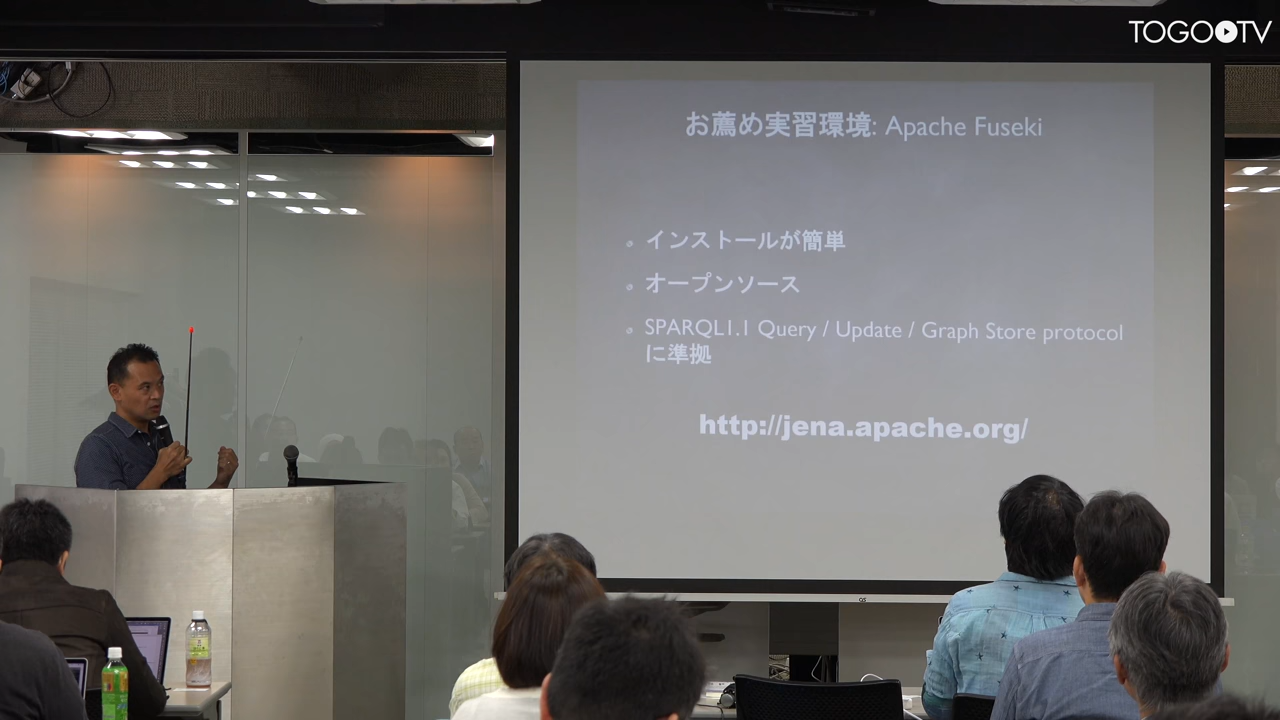 TOGOTV
お薦め実習環境: Apache Fuseki
インストールが簡単
オープンソース
SPARQL1.1 Query / Update / Graph Store protocol
に準拠
http://jena.apache.org/